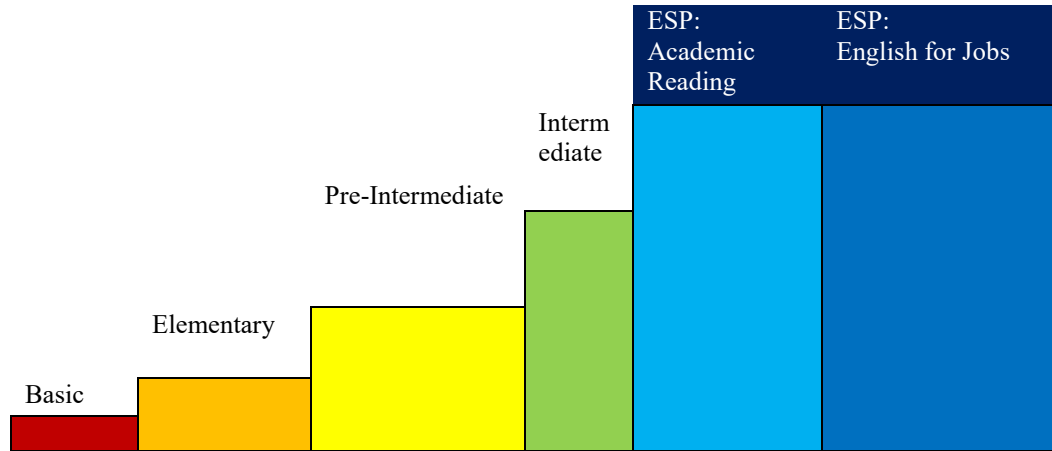 ESP:
Academic
Reading
ESP:
English for Jobs
Interm
ediate
Pre-Intermediate
Elementary
Basic